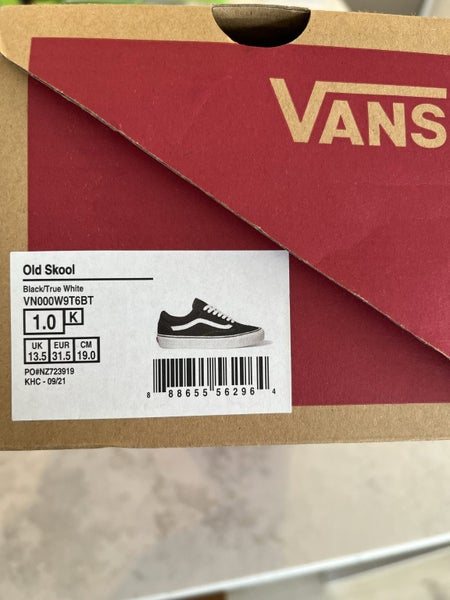 VANS
Old Skool
Black/True White
VN000W9T6BT
1.0 K
UK EUR CM
13.5 31.5 19.0
PO#NZ723919
KHC - 09/21
8 88655 56296 4